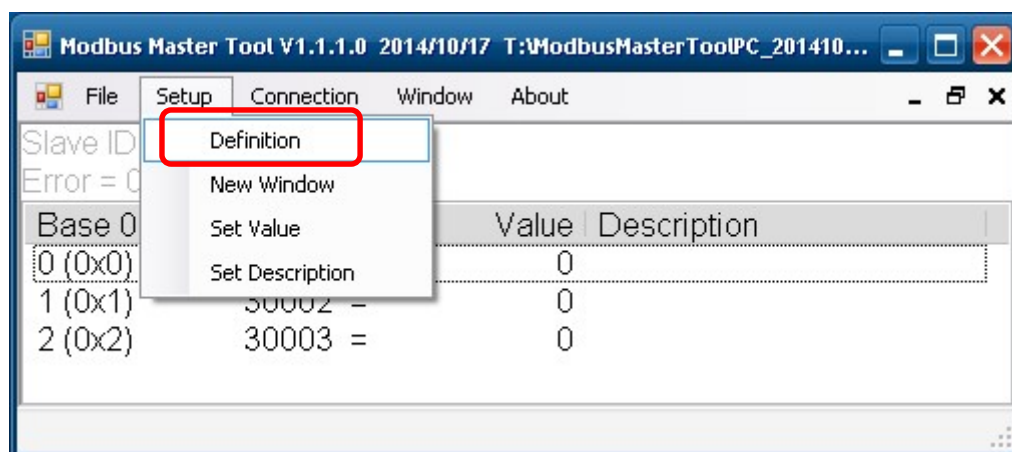 Modbus Master Tool V1.1.1.0 2014/10/17 T:\ModbusMasterToolPC_201410...
File Setup Connection Window About
Slave ID
Error = 0
Definition
New Window
Set Value
Set Description
Base 0 Value Description
0 (0x0) 0
1 (0x1) 30002 = 0
2 (0x2) 30003 = 0